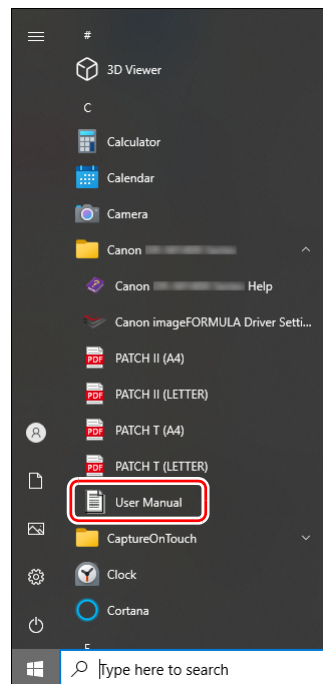 #
3D Viewer
C
Calculator
Calendar
Camera
Canon
Canon Help
Canon imageFORMULA Driver Setti...
PDF PATCH II (A4)
PDF PATCH II (LETTER)
PDF PATCH T (A4)
PDF PATCH T (LETTER)
User Manual
CaptureOnTouch
Clock
Cortana
Type here to search